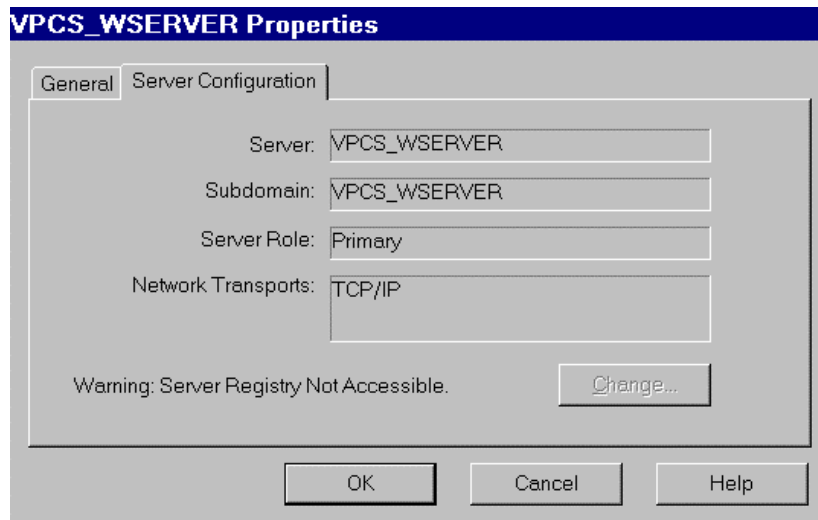 VPCS_WSERVER Properties
General
Server Configuration
Server: VPCS_WSERVER
Subdomain: VPCS_WSERVER
Server Role: Primary
Network Transports: TCP/IP
Warning: Server Registry Not Accessible.
Change...
OK
Cancel
Help